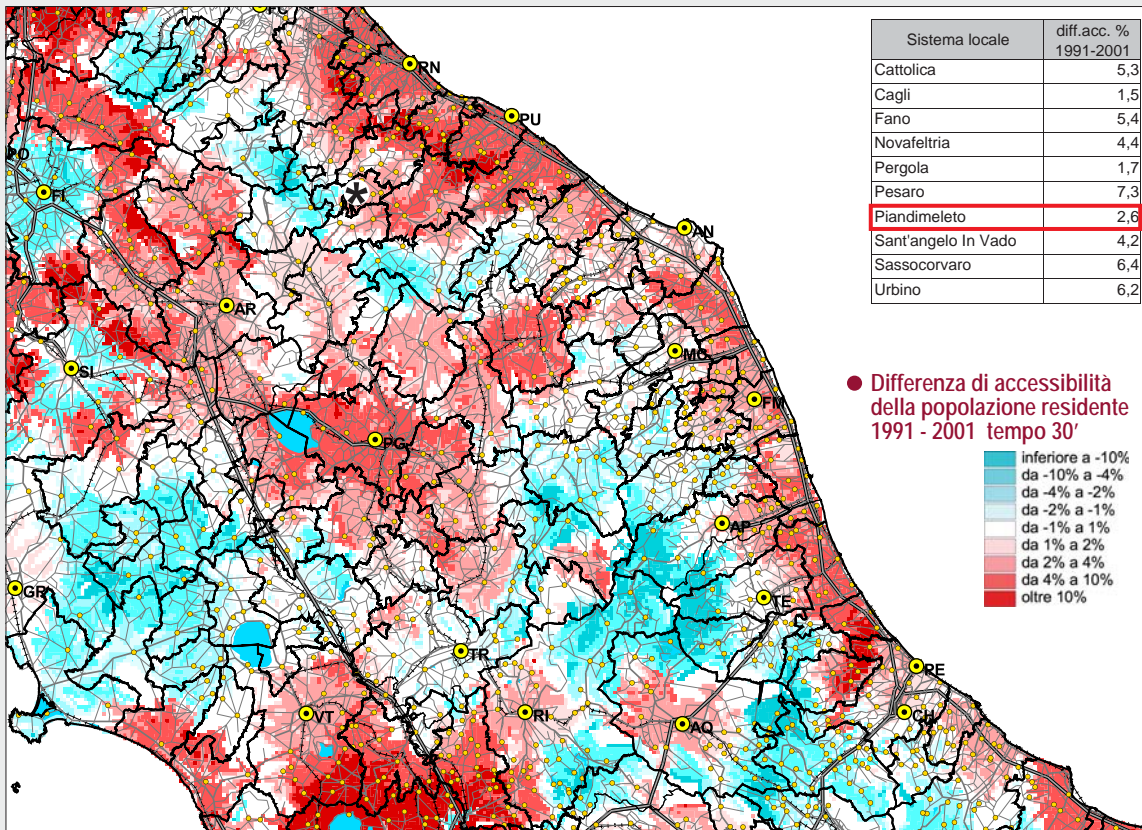 FC
RN
PU
PO
FI
*
AN
AR
MC
SI
FM
PG
AP
GR
TE
TR
PE
VT
RI
AQ
CH
Sistema locale diff.acc. % 1991-2001
Cattolica 5,3
Cagli 1,5
Fano 5,4
Novafeltria 4,4
Pergola 1,7
Pesaro 7,3
Piandimeleto 2,6
Sant'angelo In Vado 4,2
Sassocorvaro 6,4
Urbino 6,2
● Differenza di accessibilità
della popolazione residente
1991 - 2001 tempo 30'
inferiore a -10%
da -10% a -4%
da -4% a -2%
da -2% a -1%
da -1% a 1%
da 1% a 2%
da 2% a 4%
da 4% a 10%
oltre 10%